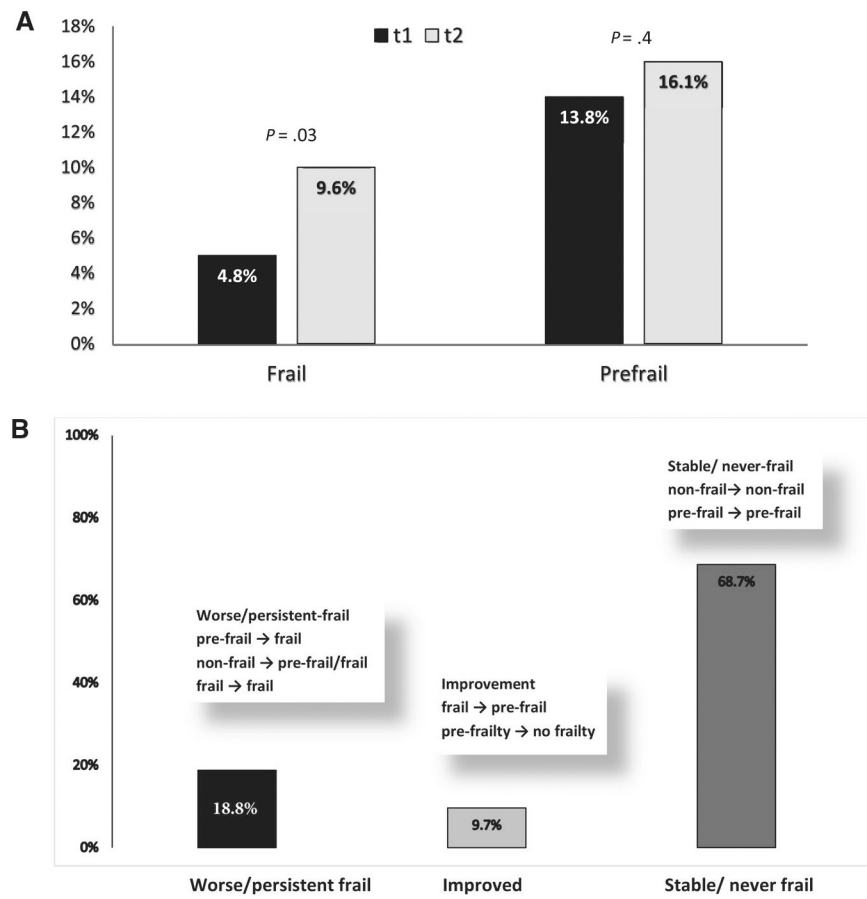 A
18%
16%
14%
12%
10%
8%
6%
4%
2%
0%
t1 t2
P = .03
P = .4
4.8%
9.6%
13.8%
16.1%
Frail Prefrail
B
100%
80%
60%
40%
20%
0%
Worse/persistent-frail
pre-frail → frail
non-frail → pre-frail/frail
frail → frail
18.8%
Improvement
frail → pre-frail
pre-frailty → no frailty
9.7%
Stable/ never-frail
non-frail→ non-frail
pre-frail → pre-frail
68.7%
Worse/persistent frail Improved Stable/ never frail